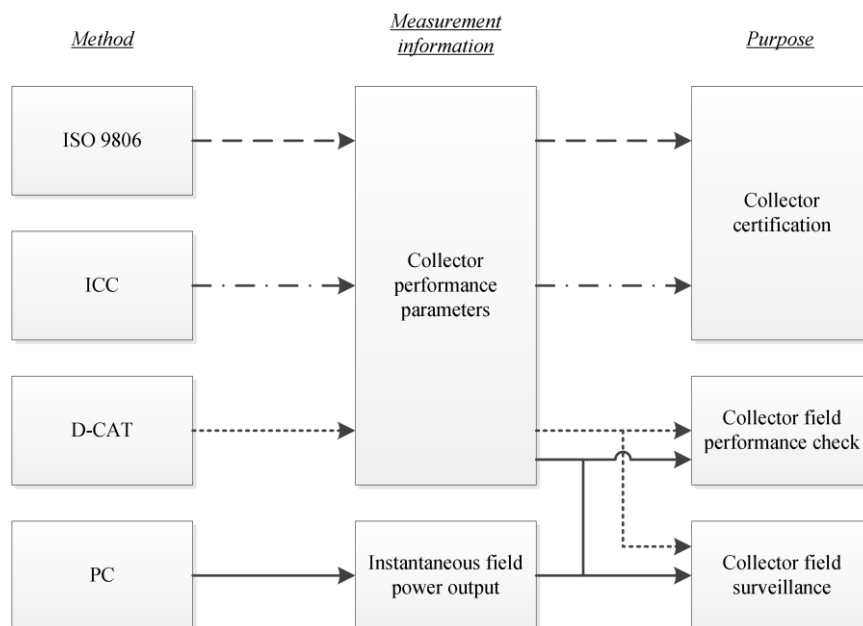 Method
Measurement
information
Purpose
ISO 9806
ICC
D-CAT
PC
Collector
performance
parameters
Instantaneous field
power output
Collector
certification
Collector field
performance check
Collector field
surveillance